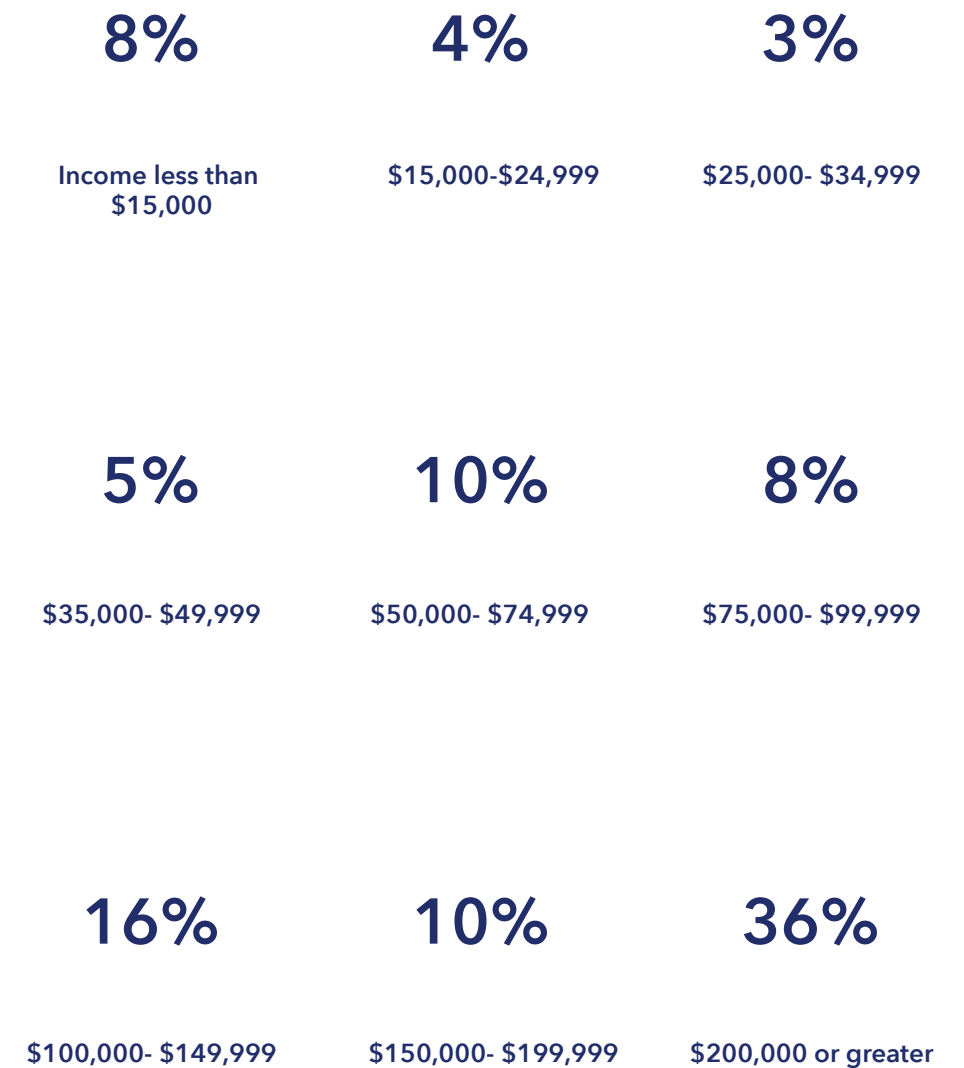 8% 4% 3%
Income less than $15,000-$24,999 $25,000- $34,999
$15,000
5% 10% 8%
$35,000- $49,999 $50,000- $74,999 $75,000- $99,999
16% 10% 36%
$100,000- $149,999 $150,000- $199,999 $200,000 or greater